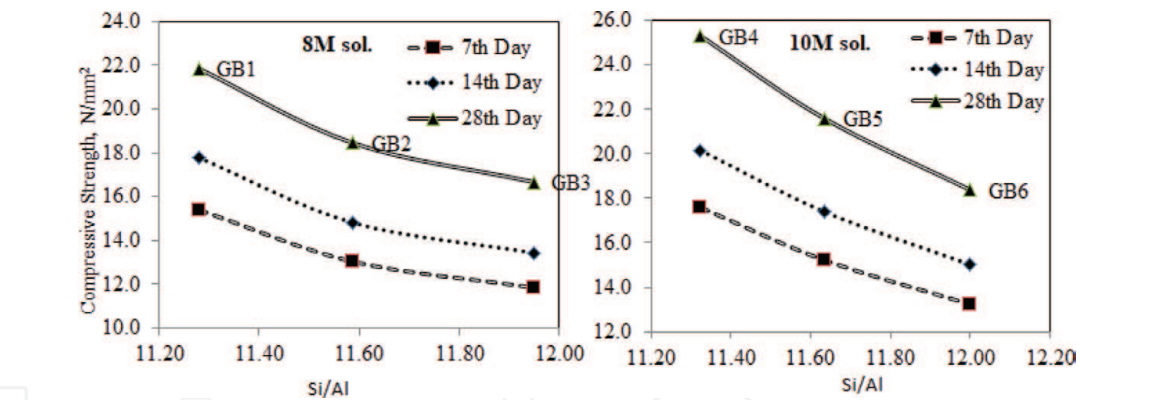 24.0
22.0
20.0
18.0
16.0
14.0
12.0
10.0
Compressive Strength, N/mm²
8M sol.
7th Day
14th Day
28th Day
GB1
GB2
GB3
11.20 11.40 11.60 11.80 12.00
Si/Al
26.0
24.0
22.0
20.0
18.0
16.0
14.0
12.0
10M sol.
7th Day
14th Day
28th Day
GB4
GB5
GB6
11.20 11.40 11.60 11.80 12.00 12.20
Si/Al